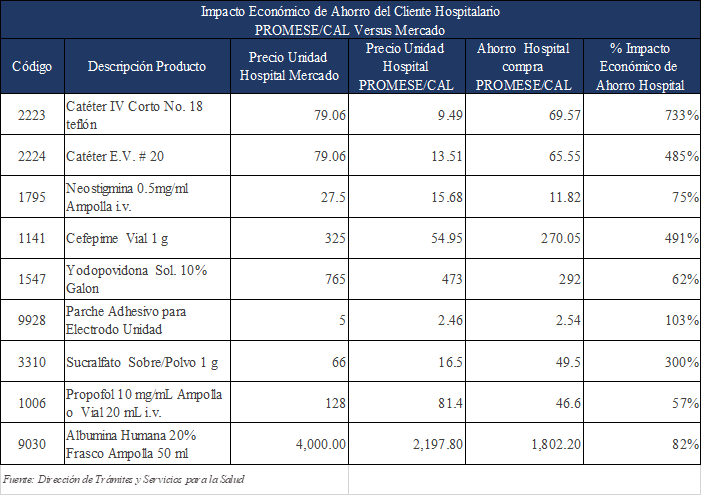 Impacto Económico de Ahorro del Cliente Hospitalario
PROMESE/CAL Versus Mercado
Código
Descripción Producto
Precio Unidad
Hospital Mercado
Precio Unidad
Hospital
PROMESE/CAL
Ahorro Hospital
compra
PROMESE/CAL
% Impacto
Económico de
Ahorro Hospital
2223
Catéter IV Corto No. 18
teflón
79.06
9.49
69.57
733%
2224
Catéter E.V. # 20
79.06
13.51
65.55
485%
1795
Neostigmina 0.5mg/ml
Ampolla i.v.
27.5
15.68
11.82
75%
1141
Cefepime Vial 1 g
325
54.95
270.05
491%
1547
Yodopovidona Sol. 10%
Galon
765
473
292
62%
9928
Parche Adhesivo para
Electrodo Unidad
5
2.46
2.54
103%
3310
Sucralfato Sobre/Polvo 1 g
66
16.5
49.5
300%
1006
Propofol 10 mg/mL Ampolla
o Vial 20 mL i.v.
128
81.4
46.6
57%
9030
Albumina Humana 20%
Frasco Ampolla 50 ml
4,000.00
2,197.80
1,802.20
82%
Fuente: Dirección de Trámites y Servicios para la Salud